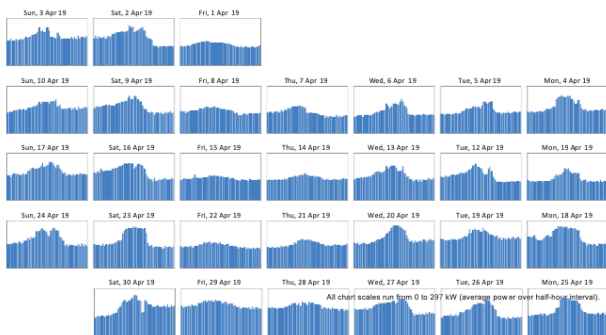 Sun, 3 Apr 19 Sat, 2 Apr 19 Fri, 1 Apr 19
Sun, 10 Apr 19 Sat, 9 Apr 19 Fri, 8 Apr 19 Thu, 7 Apr 19 Wed, 6 Apr 19 Tue, 5 Apr 19 Mon, 4 Apr 19
Sun, 17 Apr 19 Sat, 16 Apr 19 Fri, 15 Apr 19 Thu, 14 Apr 19 Wed, 13 Apr 19 Tue, 12 Apr 19 Mon, 19 Apr 19
Sun, 24 Apr 19 Sat, 23 Apr 19 Fri, 22 Apr 19 Thu, 21 Apr 19 Wed, 20 Apr 19 Tue, 19 Apr 19 Mon, 18 Apr 19
Sat, 30 Apr 19 Fri, 29 Apr 19 Thu, 28 Apr 19 Wed, 27 Apr 19 Tue, 26 Apr 19 Mon, 25 Apr 19
All chart scales run from 0 to 297 kW (average power over half-hour interval).